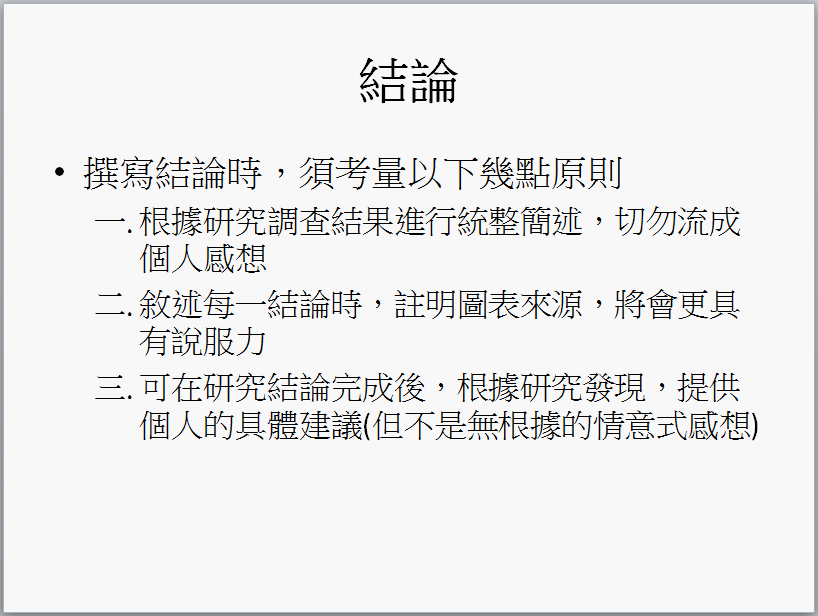 結論
• 撰寫結論時，須考量以下幾點原則
一. 根據研究調查結果進行統整簡述，切勿流成
個人感想
二. 敘述每一結論時，註明圖表來源，將會更具
有說服力
三. 可在研究結論完成後，根據研究發現，提供
個人的具體建議(但不是無根據的情意式感想)